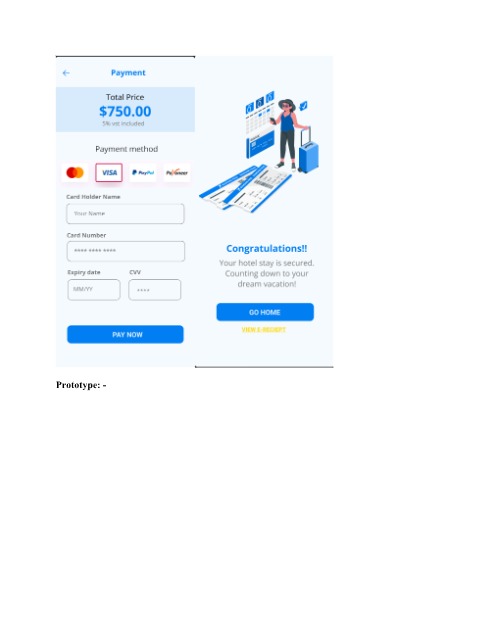 Payment
Total Price
$750.00
5% vat included
Payment method
VISA
PayPal
Payoneer
Card Holder Name
Your Name
Card Number
**** **** ****
Expiry date
CVV
MM/YY
****
PAY NOW
Congratulations!!
Your hotel stay is secured.
Counting down to your
dream vacation!
GO HOME
VIEW E-RECEIPT
Prototype: -